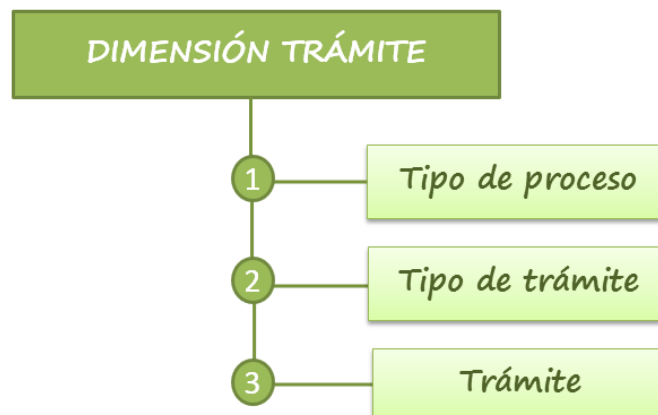 DIMENSIÓN TRÁMITE
1
Tipo de proceso
2
Tipo de trámite
3
Trámite